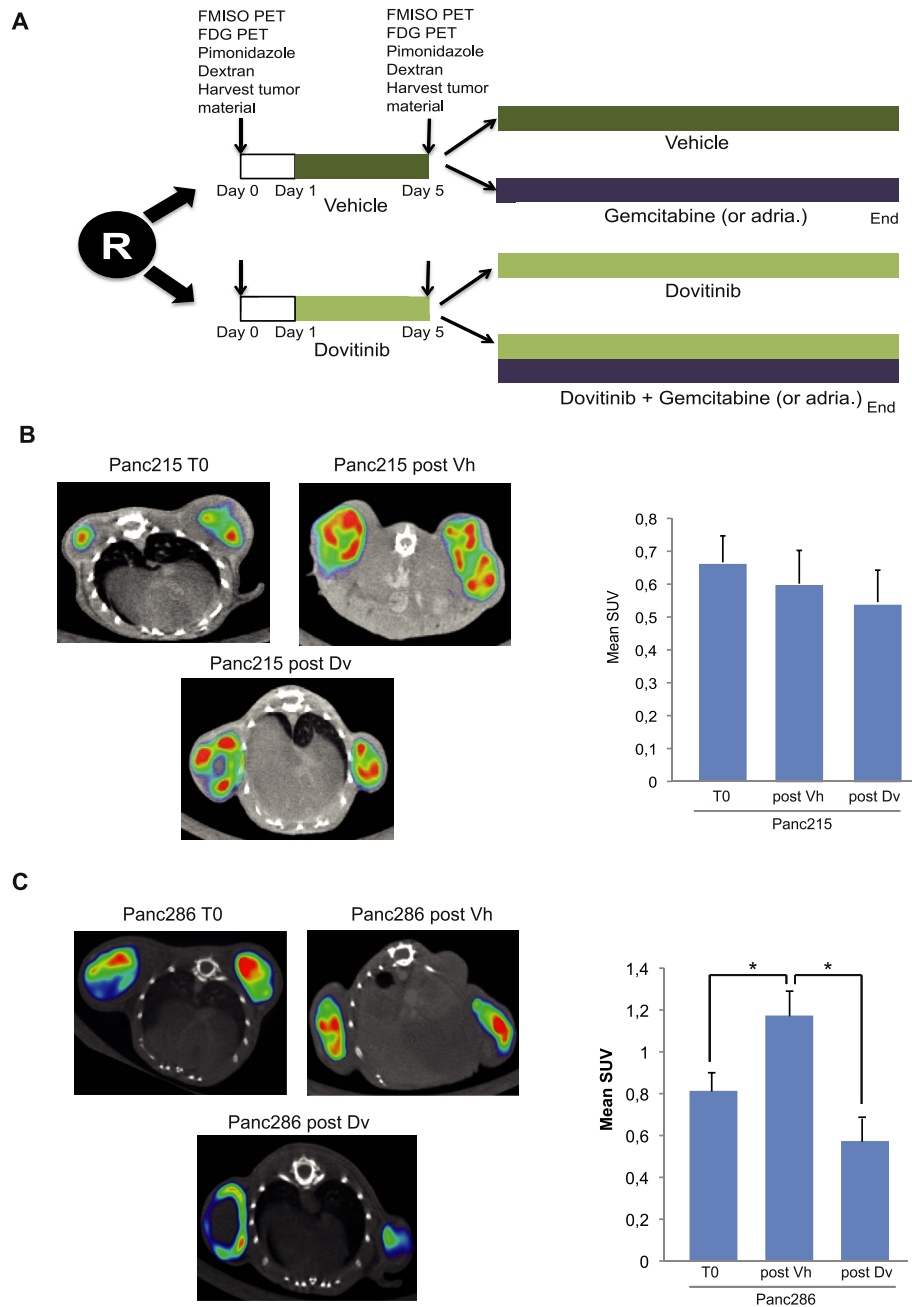 A
FMISO PET
FDG PET
Pimonidazole
Dextran
Harvest tumor
material
FMISO PET
FDG PET
Pimonidazole
Dextran
Harvest tumor
material
Vehicle
Day 0 Day 1 Day 5
Vehicle
Gemcitabine (or adria.) End
R
Dovitinib
Day 0 Day 1 Day 5
Dovitinib
Dovitinib + Gemcitabine (or adria.) End
B
Panc215 T0
Panc215 post Vh
Panc215 post Dv
Mean SUV
0,8
0,7
0,6
0,5
0,4
0,3
0,2
0,1
0
T0 post Vh post Dv
Panc215
C
Panc286 T0
Panc286 post Vh
Panc286 post Dv
Mean SUV
1,4
1,2
1
0,8
0,6
0,4
0,2
0
* *
T0 post Vh post Dv
Panc286